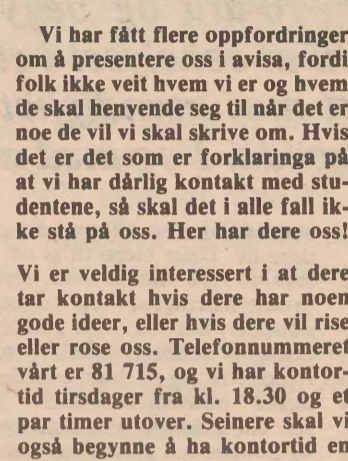 Vi har fått flere oppfordringer
om å presentere oss i avisa, fordi
folk ikke veit hvem vi er og hvem
de skal henvende seg til når det er
noe de vil vi skal skrive om. Hvis
det er det som er forklaringa på
at vi har dårlig kontakt med stu-
dentene, så skal det i alle fall ik-
ke stå på oss. Her har dere oss!
Vi er veldig interessert i at dere
tar kontakt hvis dere har noen
gode ideer, eller hvis dere vil rise
eller rose oss. Telefonnummeret
vårt er 81 715, og vi har kontor-
tid tirsdager fra kl. 18.30 og et
par timer utover. Seinere skal vi
også begynne å ha kontortid en